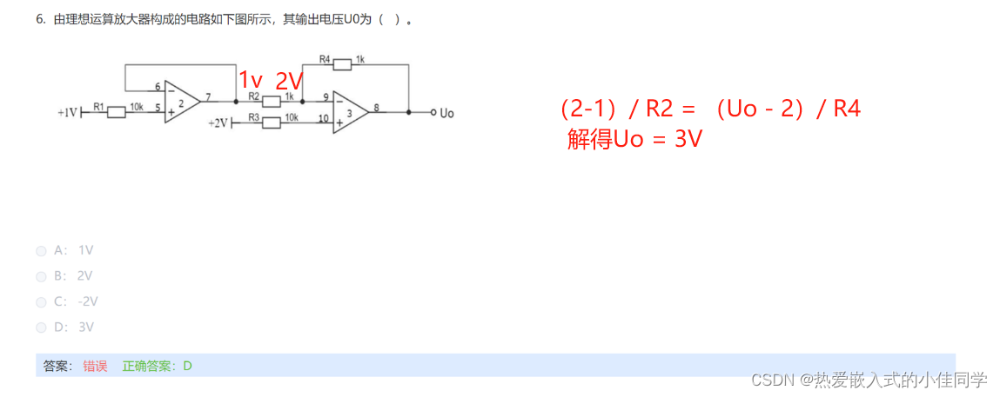 6. 由理想运算放大器构成的电路如下图所示，其输出电压U0为（ ）。
R4 1k
1v 2V
6 7 R2 1k 9
+1V R1 10k 5 2 8 Uo
+2V R3 10k 10 3
（2-1）/ R2 = （Uo - 2）/ R4
解得Uo = 3V
A： 1V
B： 2V
C： -2V
D： 3V
答案： 错误 正确答案：D
CSDN @热爱嵌入式的小佳同学